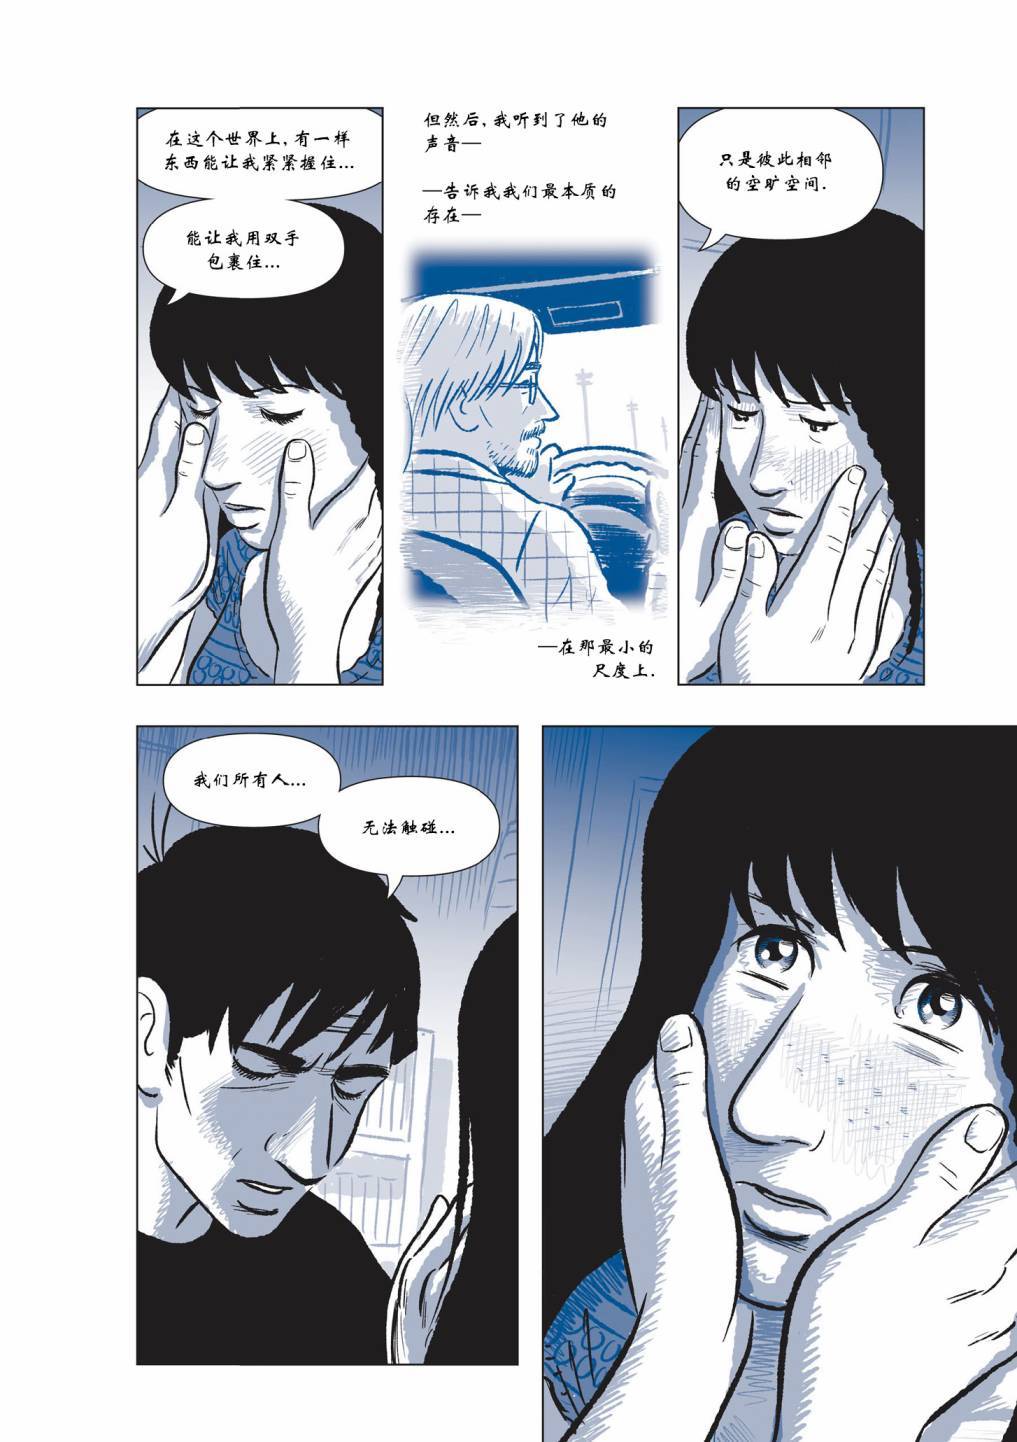 在这个世界上,有一样
东西能让我紧紧握住...
能让我用双手
包裹住...
但然后,我听到了他的
声音—
—告诉我我们最本质的
存在—
—在那最小的
尺度上.
只是彼此相邻
的空旷空间.
我们所有人...
无法触碰...